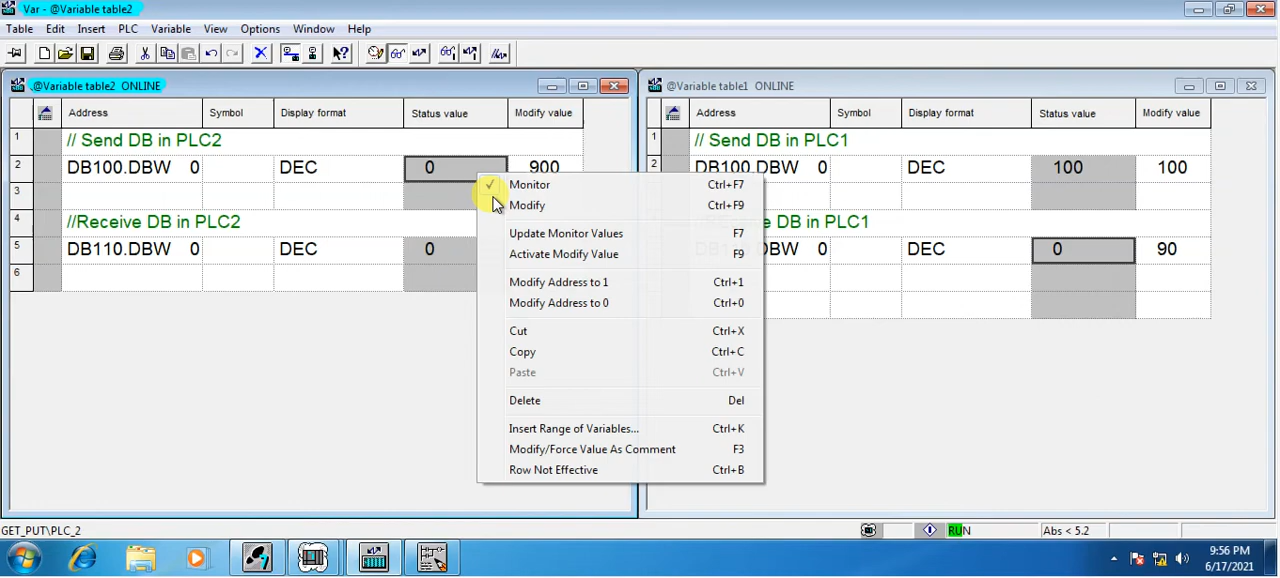 Var - @Variable table2
Table Edit Insert PLC Variable View Options Window Help
@Variable table2 ONLINE
Address Symbol Display format Status value Modify value
1 // Send DB in PLC2
2 DB100.DBW 0 DEC 0 900
3
4 //Receive DB in PLC2
5 DB110.DBW 0 DEC 0
6
@Variable table1 ONLINE
Address Symbol Display format Status value Modify value
1 // Send DB in PLC1
2 DB100.DBW 0 DEC 100 100
DB in PLC1
DB110.DBW 0 DEC 0 90
Monitor Ctrl+F7
Modify Ctrl+F9
Update Monitor Values F7
Activate Modify Value F9
Modify Address to 1 Ctrl+1
Modify Address to 0 Ctrl+0
Cut Ctrl+X
Copy Ctrl+C
Paste Ctrl+V
Delete Del
Insert Range of Variables... Ctrl+K
Modify/Force Value As Comment F3
Row Not Effective Ctrl+B
GET_PUT\PLC_2 RUN Abs < 5.2
9:56 PM
6/17/2021